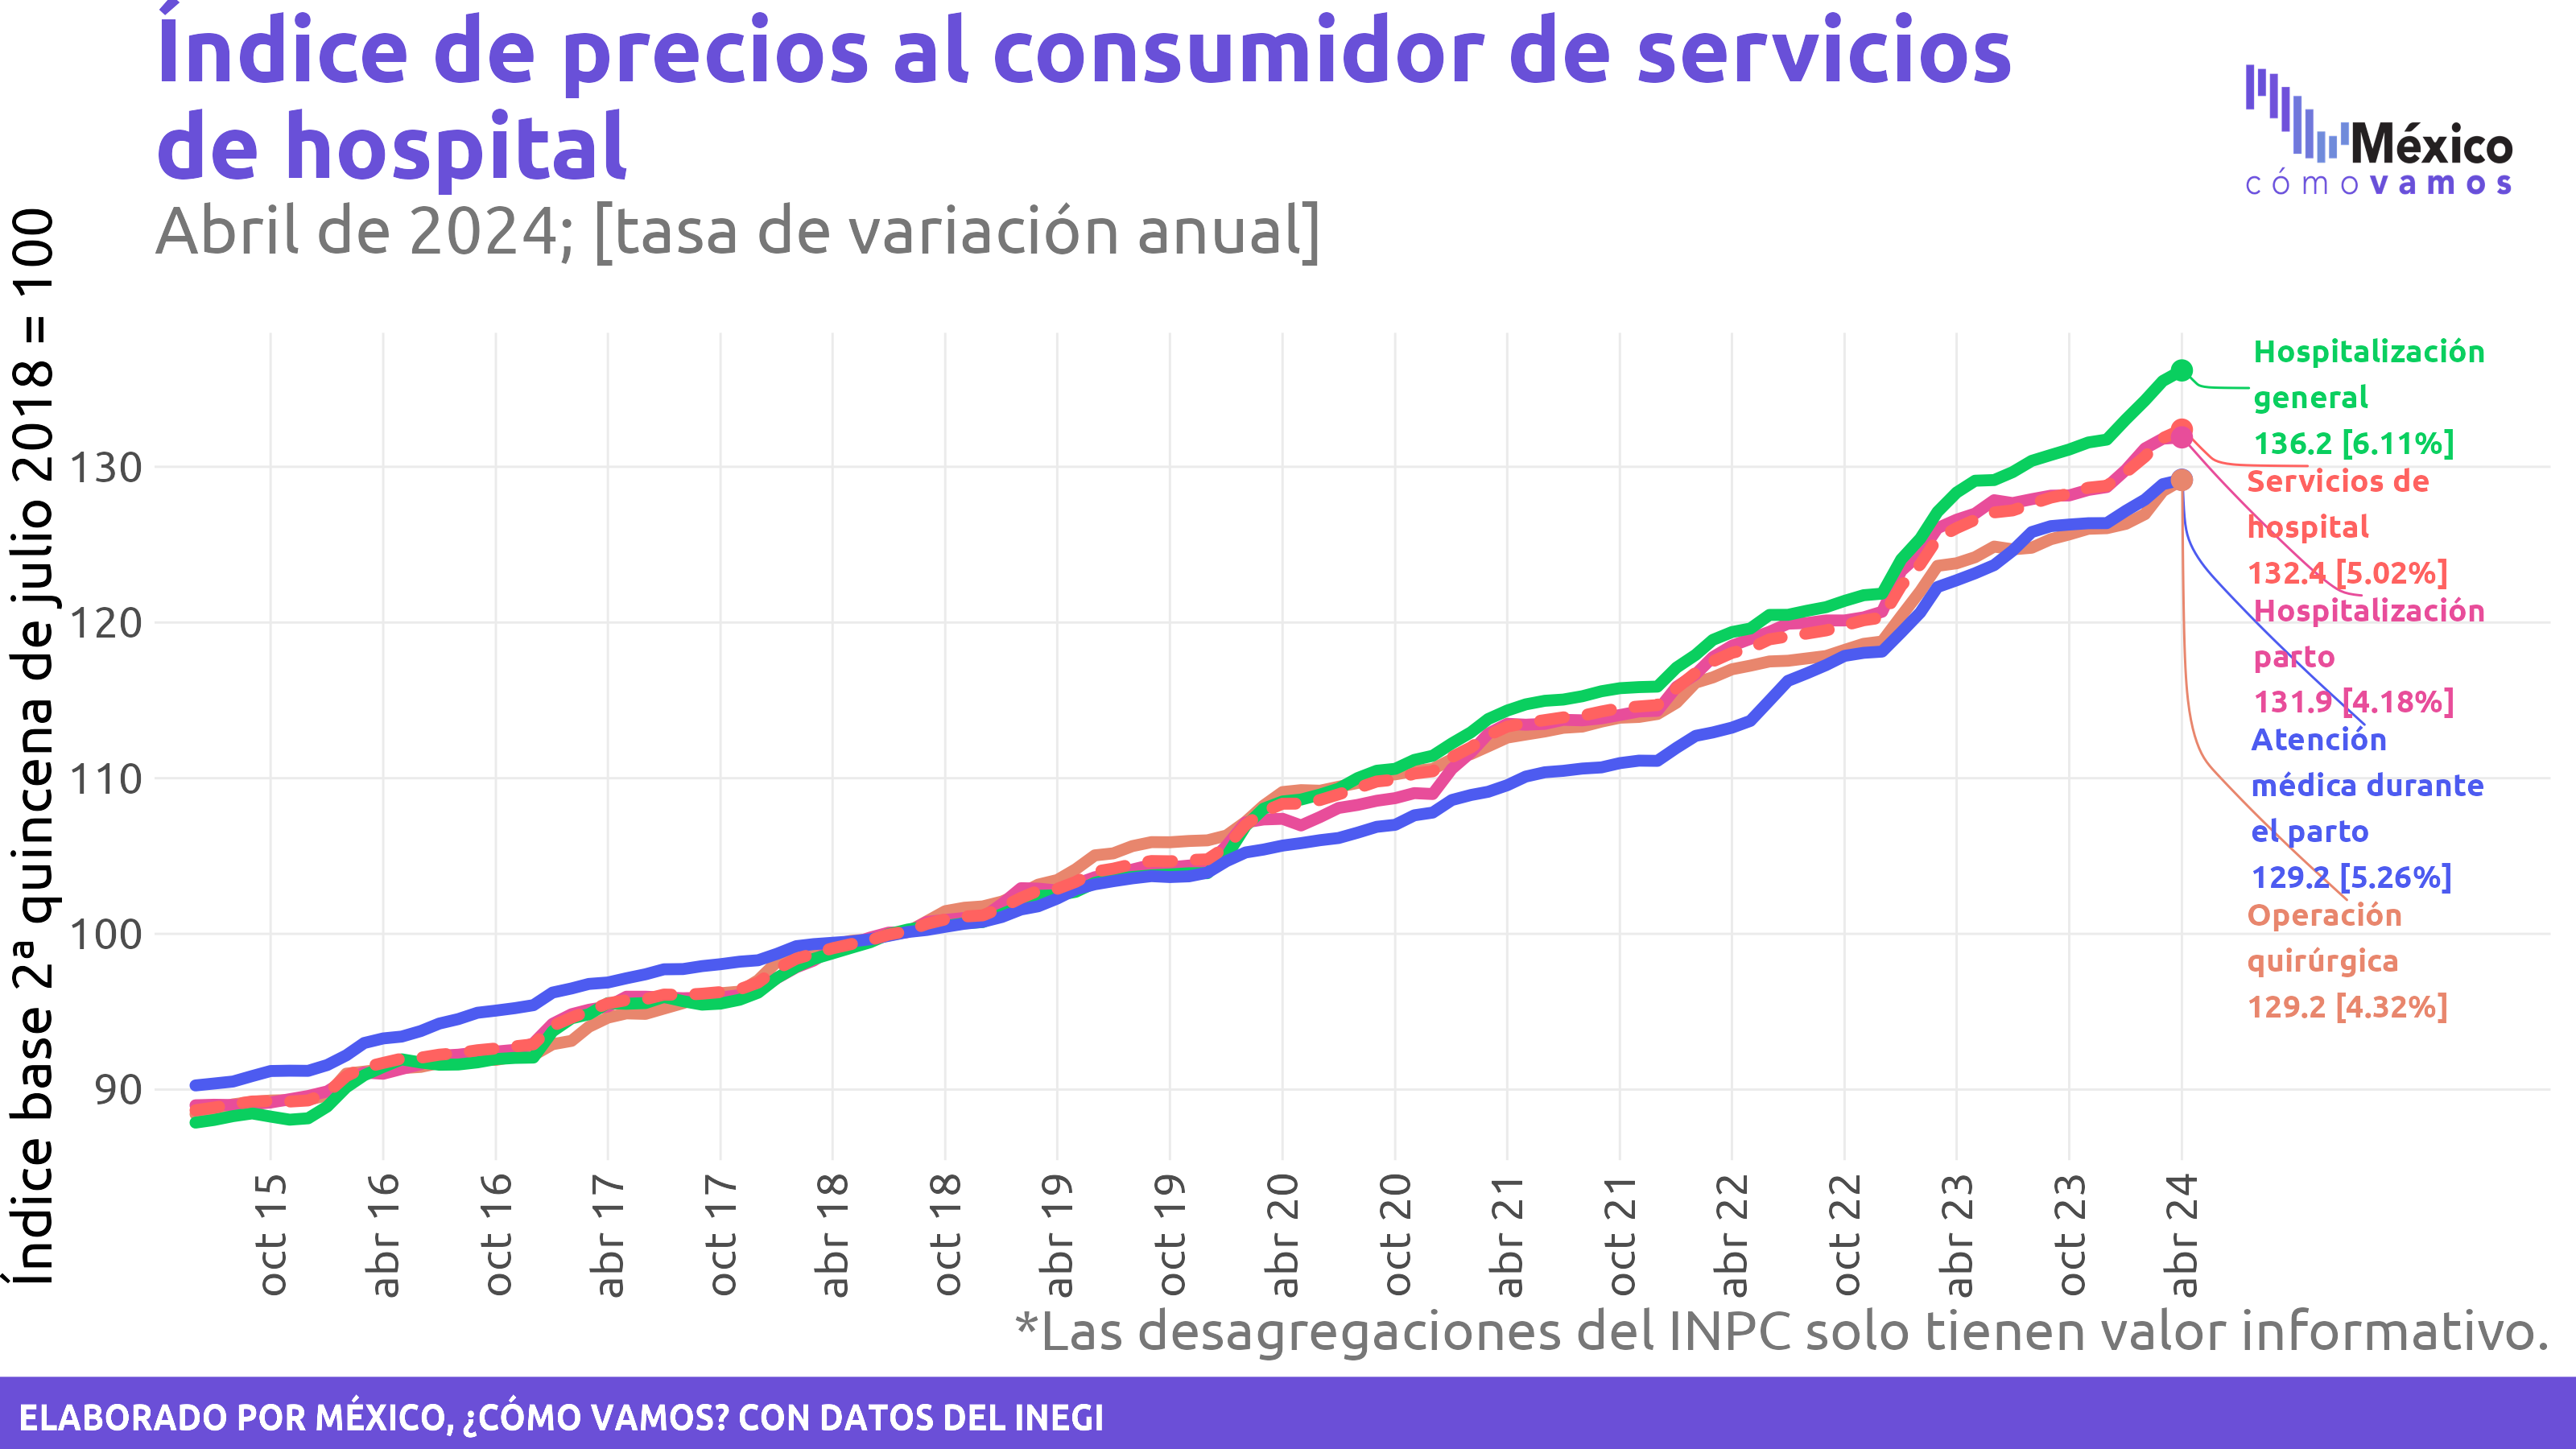 Índice de precios al consumidor de servicios
de hospital
Abril de 2024; [tasa de variación anual]
México
cómo vamos
Índice base 2ª quincena de julio 2018 = 100
130
120
110
100
90
oct 15
abr 16
oct 16
abr 17
oct 17
abr 18
oct 18
abr 19
oct 19
abr 20
oct 20
abr 21
oct 21
abr 22
oct 22
abr 23
oct 23
abr 24
Hospitalización
general
136.2 [6.11%]
Servicios de
hospital
132.4 [5.02%]
Hospitalización
parto
131.9 [4.18%]
Atención
médica durante
el parto
129.2 [5.26%]
Operación
quirúrgica
129.2 [4.32%]
*Las desagregaciones del INPC solo tienen valor informativo.
ELABORADO POR MÉXICO, ¿CÓMO VAMOS? CON DATOS DEL INEGI